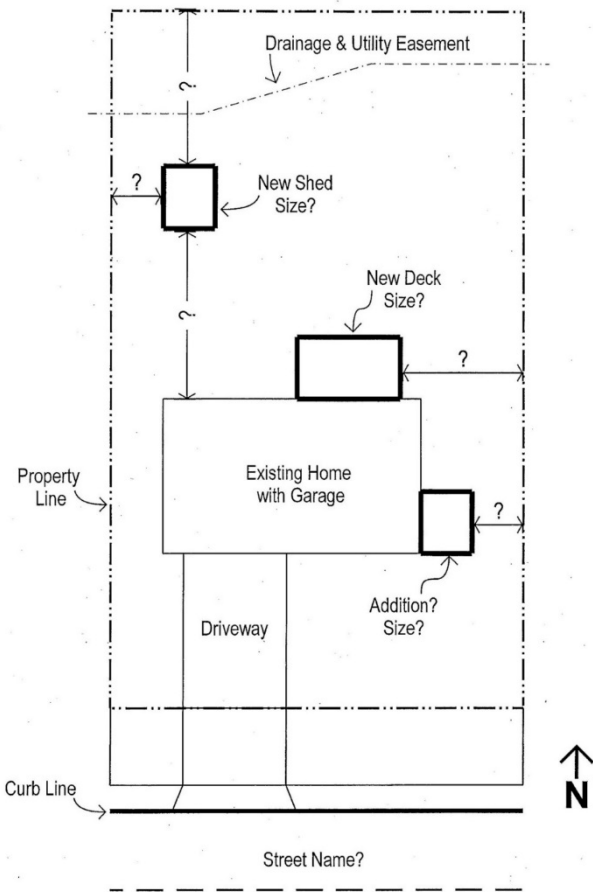 Drainage & Utility Easement
?
?
New Shed
Size?
New Deck
Size?
?
?
Property
Line
Existing Home
with Garage
?
Addition?
Size?
Driveway
Curb Line
N
Street Name?